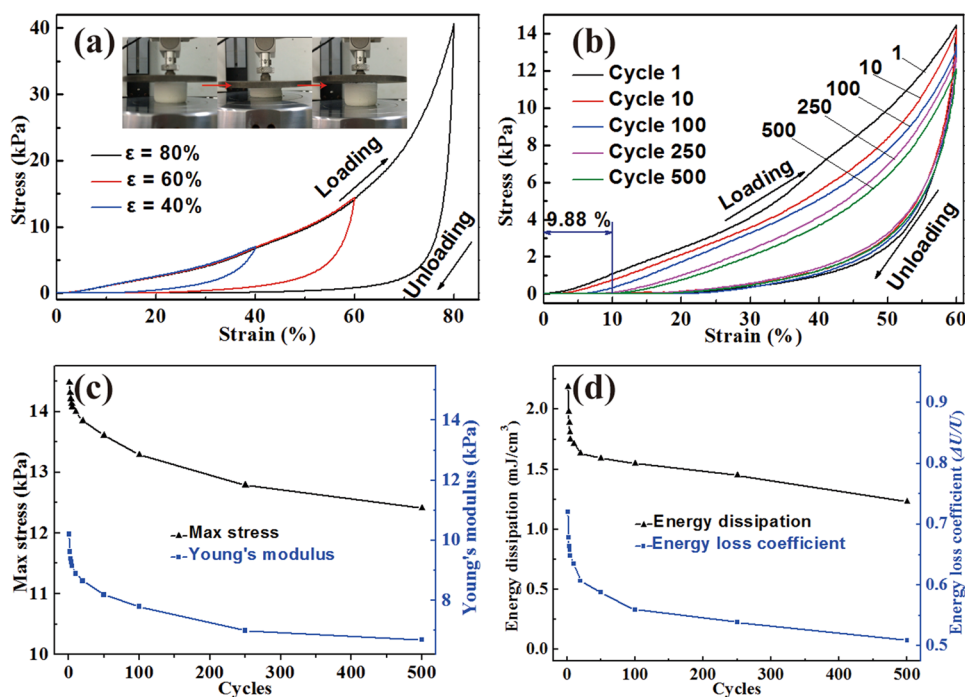 (a)
Stress (kPa)
40
30
20
10
0
ε = 80%
ε = 60%
ε = 40%
Loading
Unloading
0 20 40 60 80
Strain (%)
(b)
Stress (kPa)
14
12
10
8
6
4
2
0
Cycle 1
Cycle 10
Cycle 100
Cycle 250
Cycle 500
1
10
100
250
500
Loading
9.88 %
Unloading
0 10 20 30 40 50 60
Strain (%)
(c)
Max stress (kPa)
14
13
12
11
10
Max stress
Young's modulus
14
12
10
8
Young's modulus (kPa)
0 100 200 300 400 500
Cycles
(d)
Energy dissipation (mJ/cm³)
2.0
1.5
1.0
0.5
0.0
Energy dissipation
Energy loss coefficient
0.9
0.8
0.7
0.6
0.5
Energy loss coefficient (ΔU/U)
0 100 200 300 400 500
Cycles